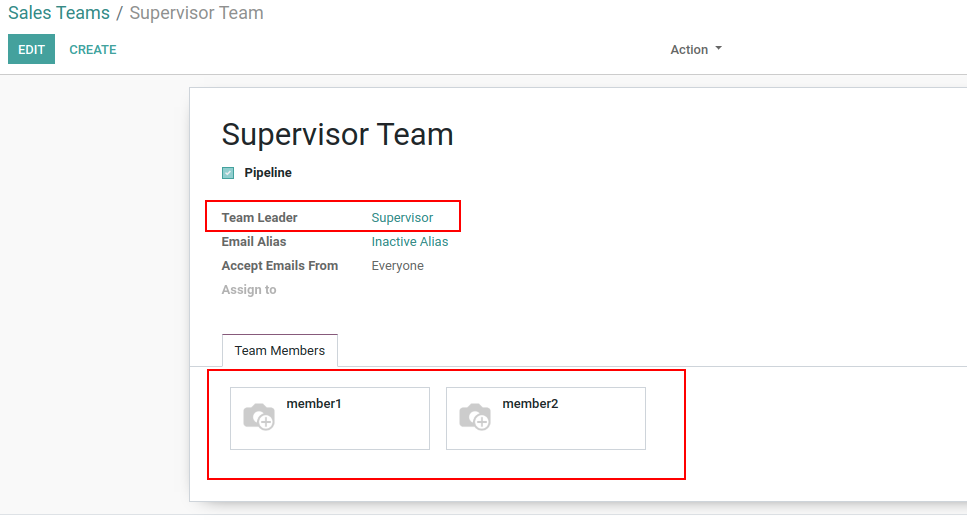 Sales Teams / Supervisor Team
EDIT CREATE Action
Supervisor Team
Pipeline
Team Leader Supervisor
Email Alias Inactive Alias
Accept Emails From Everyone
Assign to
Team Members
member1 member2